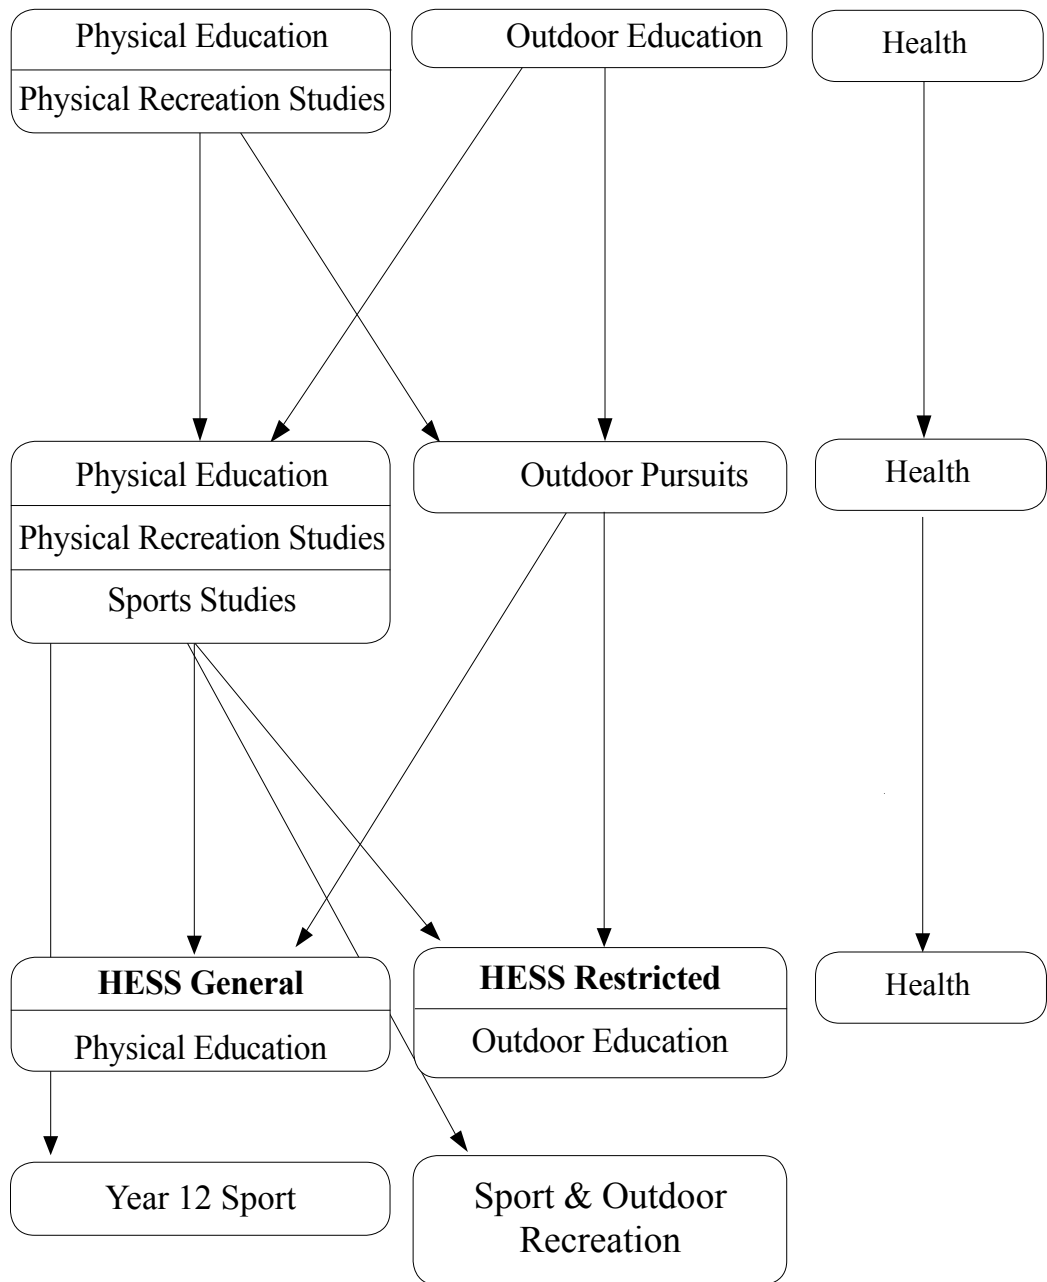 Physical Education
Outdoor Education
Health
Physical Recreation Studies
Physical Education
Outdoor Pursuits
Health
Physical Recreation Studies
Sports Studies
HESS General
HESS Restricted
Health
Physical Education
Outdoor Education
Year 12 Sport
Sport & Outdoor
Recreation